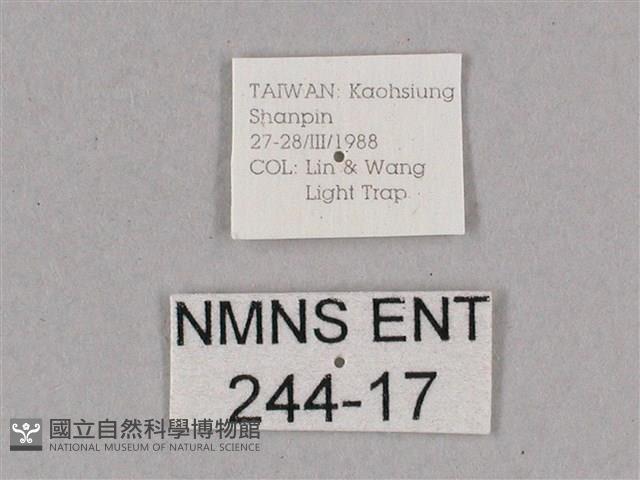 TAIWAN: Kaohsiung
Shanpin
27-28/III/1988
COL: Lin & Wang
Light Trap
NMNS ENT
244-17
國立自然科學博物館
NATIONAL MUSEUM OF NATURAL SCIENCE